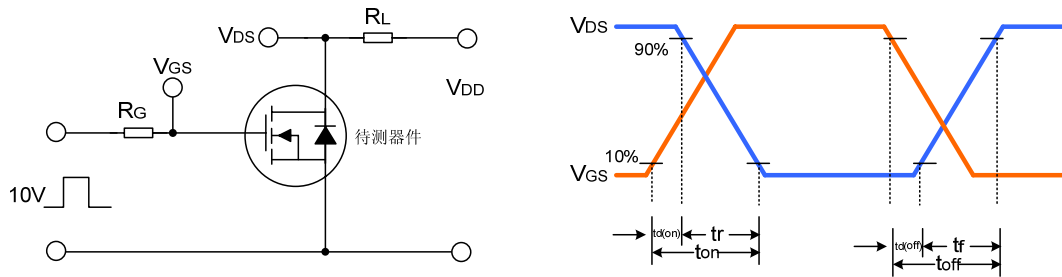 RL
VDS
VGS
VDD
RG
待测器件
10V
VDS
90%
10%
VGS
td(on)
tr
ton
td(off)
tf
toff